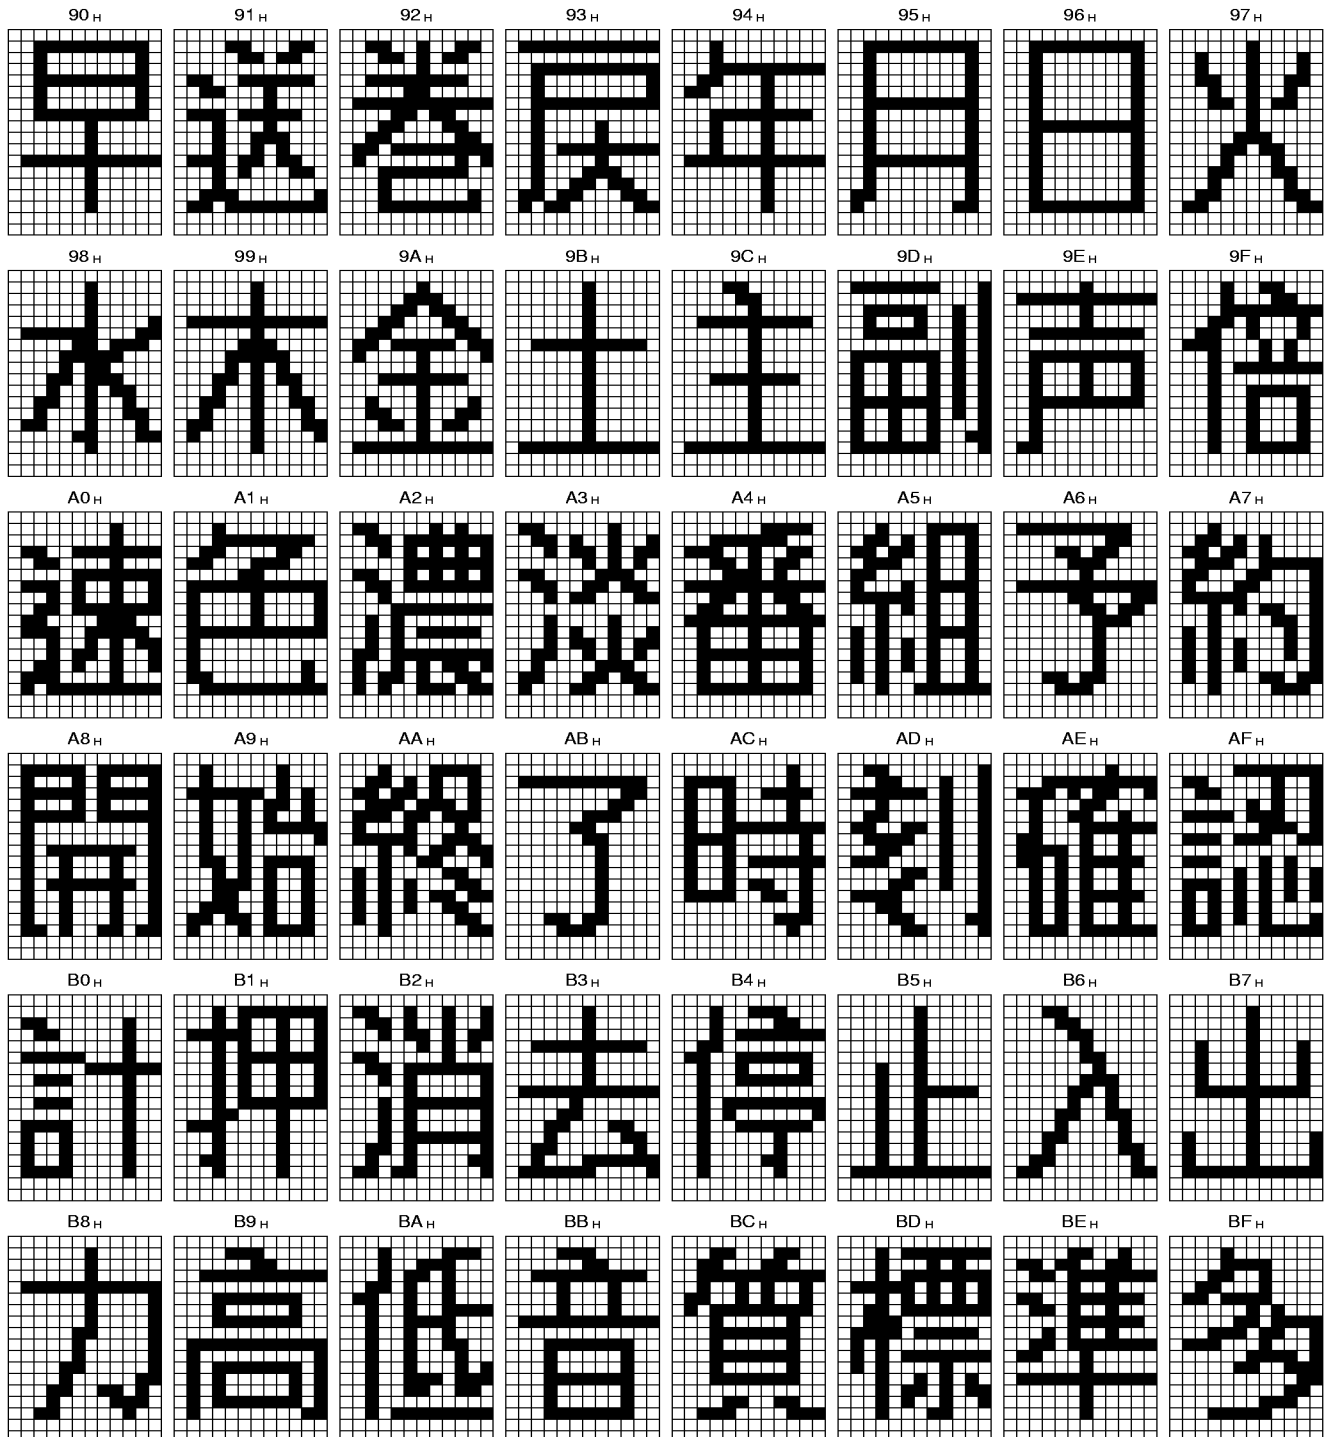 90H 91H 92H 93H 94H 95H 96H 97H
早 送 巻 戻 年 月 日 火
98H 99H 9AH 9BH 9CH 9DH 9EH 9FH
水 木 金 土 主 副 声 倍
A0H A1H A2H A3H A4H A5H A6H A7H
速 色 濃 淡 番 組 予 約
A8H A9H AAH ABH ACH ADH AEH AFH
開 始 終 了 時 刻 確 認
B0H B1H B2H B3H B4H B5H B6H B7H
計 押 消 去 停 止 入 出
B8H B9H BAH BBH BCH BDH BEH BFH
力 高 低 音 質 標 準 多